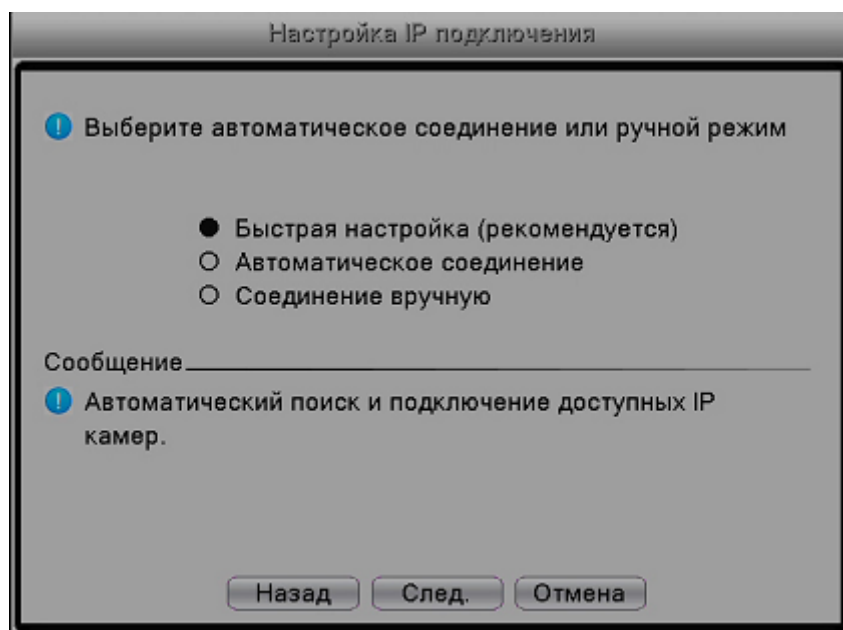 Настройка IP подключения
Выберите автоматическое соединение или ручной режим
Быстрая настройка (рекомендуется)
Автоматическое соединение
Соединение вручную
Сообщение
Автоматический поиск и подключение доступных IP
камер.
Назад След. Отмена